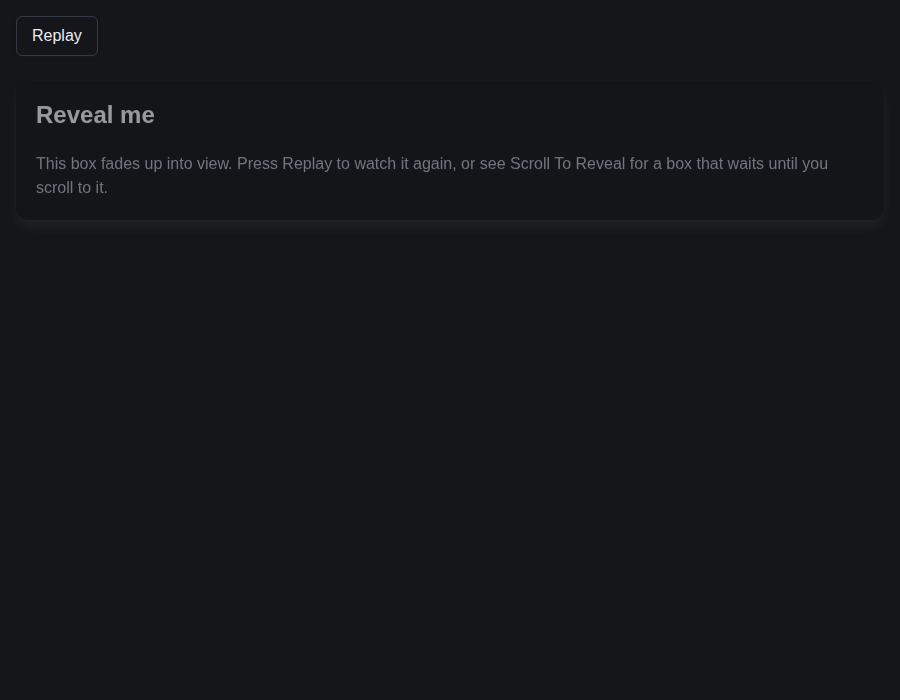 Replay
Reveal me
This box fades up into view. Press Replay to watch it again, or see Scroll To Reveal for a box that waits until you
scroll to it.